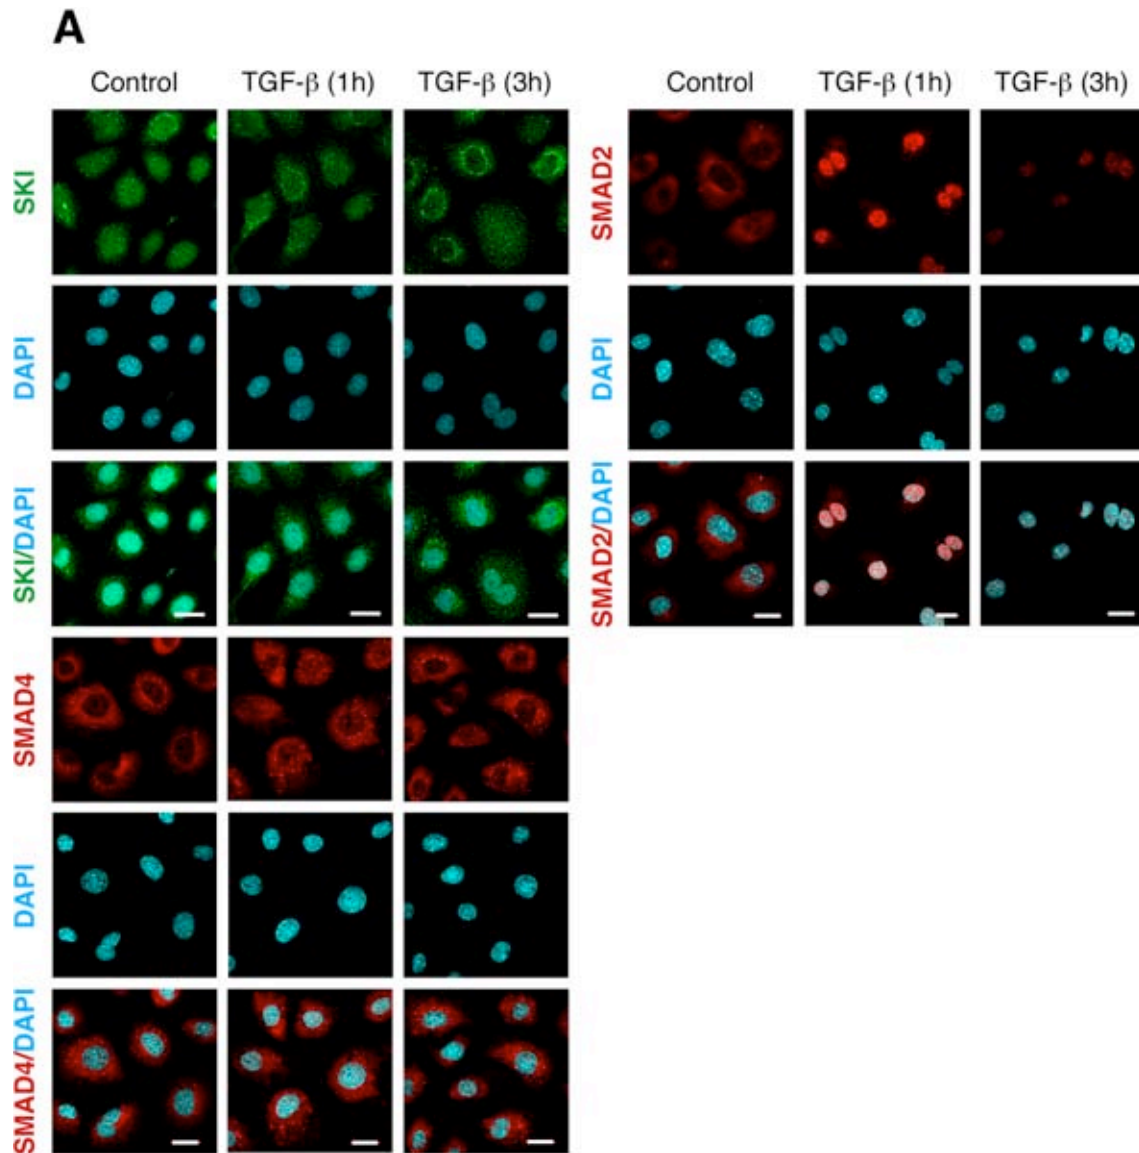 A
Control TGF-β (1h) TGF-β (3h) Control TGF-β (1h) TGF-β (3h)
SKI
DAPI
SKI/DAPI
SMAD4
DAPI
SMAD4/DAPI
SMAD2
DAPI
SMAD2/DAPI